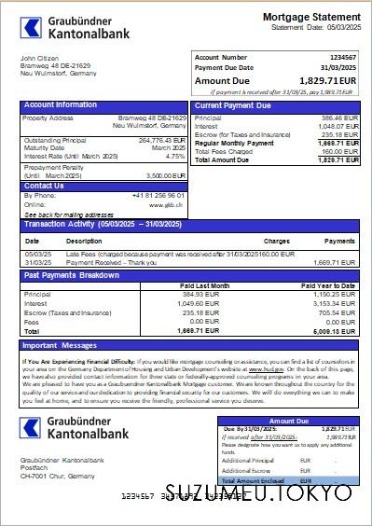 Graubündner
Kantonalbank
Mortgage Statement
Statement Date: 05/03/2025
John Citizen
Bramweg 48 DE-21629
Neu Wulmstorf, Germany
Account Number 1234567
Payment Due Date 31/03/2025
Amount Due 1,829.71 EUR
if payment is received after 31/03/25, pay 1,989.71 EUR
Account Information
Property Address Bramweg 48 DE-21629
Neu Wulmstorf, Germany
Outstanding Principal 264,776.43 EUR
Maturity Date March 2025
Interest Rate (Until March 2025) 4.75%
Prepayment Penalty
(Until March 2025) 3,500.00 EUR
Contact Us
By Phone: +41 81 256 96 01
Online: www.gkb.ch
See back for mailing addresses
Current Payment Due
Principal 386.46 EUR
Interest 1,048.07 EUR
Escrow (for Taxes and Insurance) 235.18 EUR
Regular Monthly Payment 1,669.71 EUR
Total Fees Charged 160.00 EUR
Total Amount Due 1,829.71 EUR
Transaction Activity (05/03/2025 – 31/03/2025)
Date Description Charges Payments
05/03/25 Late Fees (charged because payment was received after 31/03/2025 160.00 EUR
31/03/25 Payment Received – Thank you 1,669.71 EUR
Past Payments Breakdown
Paid Last Month Paid Year to Date
Principal 384.93 EUR 1,150.25 EUR
Interest 1,049.60 EUR 3,153.34 EUR
Escrow (Taxes and Insurance) 235.18 EUR 705.54 EUR
Fees 0.00 EUR 0.00 EUR
Total 1,669.71 EUR 5,009.13 EUR
Important Messages
If You Are Experiencing Financial Difficulty: If you would like mortgage counseling or assistance, you can find a list of counselors in
your area on the Germany Department of Housing and Urban Development's website at www.hud.gov. On the back of this page,
we have also provided contact information for three state or federally-approved counseling programs in your area.
We are pleased to have you as a Graubündner Kantonalbank Mortgage customer. We are known throughout the country for the
quality of our service and our dedication to providing financial security for our customers. We will do everything we can to make
you feel at home, and to ensure you receive the friendly, professional service you deserve.
Graubündner
Kantonalbank
Graubündner Kantonalbank
Postfach
CH-7001 Chur, Germany
Amount Due
Due By 31/03/2025: 1,829.71 EUR
if received after 31/03/25: 1,989.71 EUR
Please designate how you want us to apply any additional
funds.
Additional Principal EUR
Additional Escrow EUR
Total Amount Enclosed EUR
SUZUYA-EU.TOKYO